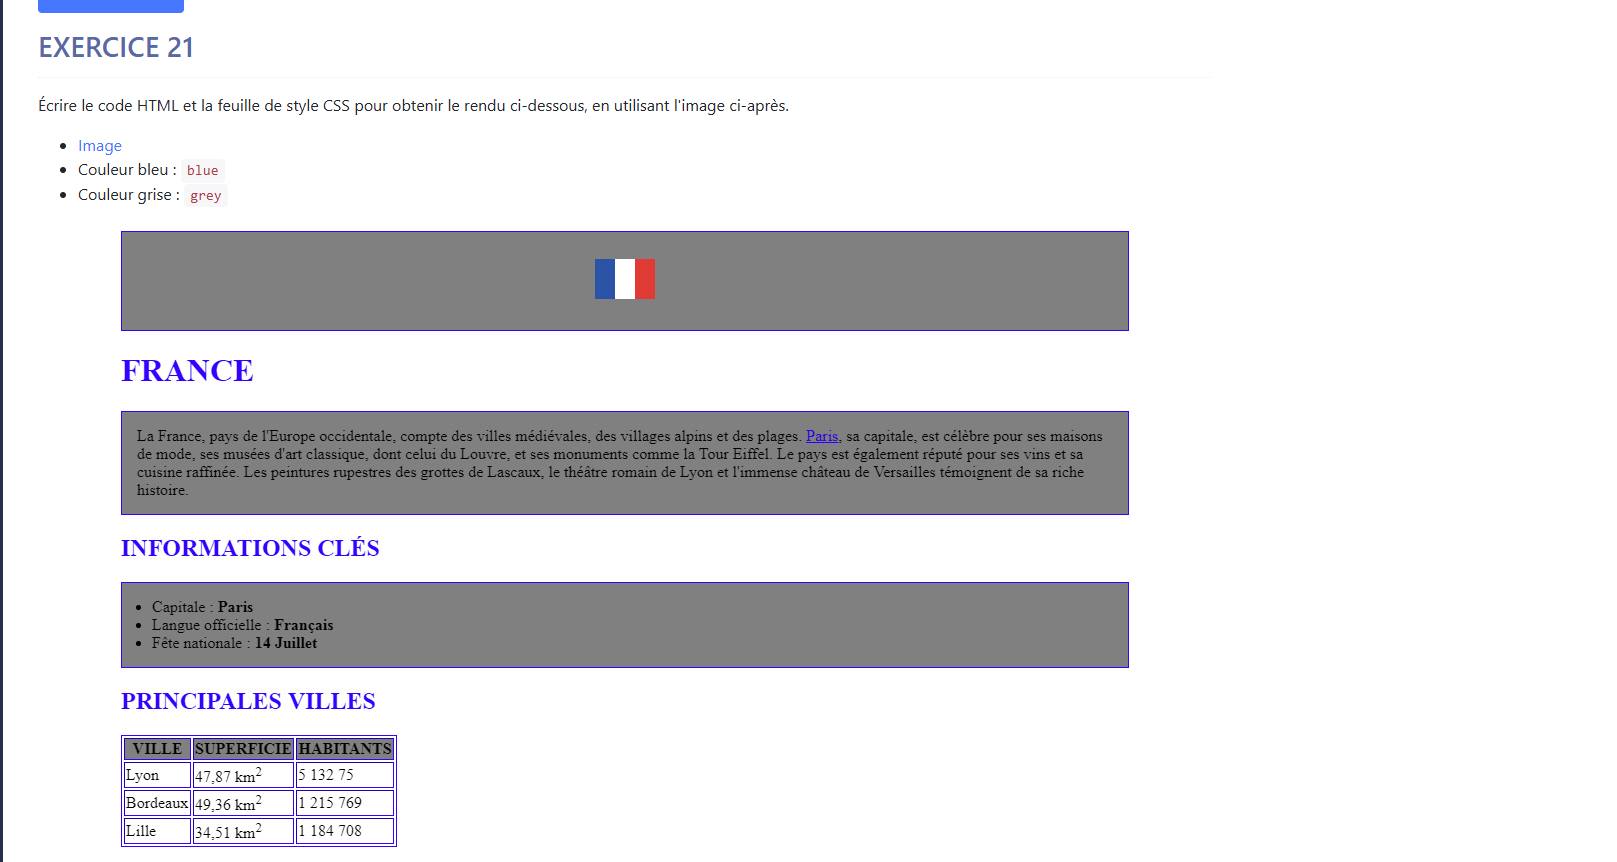 EXERCICE 21
Écrire le code HTML et la feuille de style CSS pour obtenir le rendu ci-dessous, en utilisant l'image ci-après.
• Image
• Couleur bleu : blue
• Couleur grise : grey
FRANCE
La France, pays de l'Europe occidentale, compte des villes médiévales, des villages alpins et des plages. Paris, sa capitale, est célèbre pour ses maisons
de mode, ses musées d'art classique, dont celui du Louvre, et ses monuments comme la Tour Eiffel. Le pays est également réputé pour ses vins et sa
cuisine raffinée. Les peintures rupestres des grottes de Lascaux, le théâtre romain de Lyon et l'immense château de Versailles témoignent de sa riche
histoire.
INFORMATIONS CLÉS
• Capitale : Paris
• Langue officielle : Français
• Fête nationale : 14 Juillet
PRINCIPALES VILLES
VILLE SUPERFICIE HABITANTS
Lyon 47,87 km² 5 132 75
Bordeaux 49,36 km² 1 215 769
Lille 34,51 km² 1 184 708